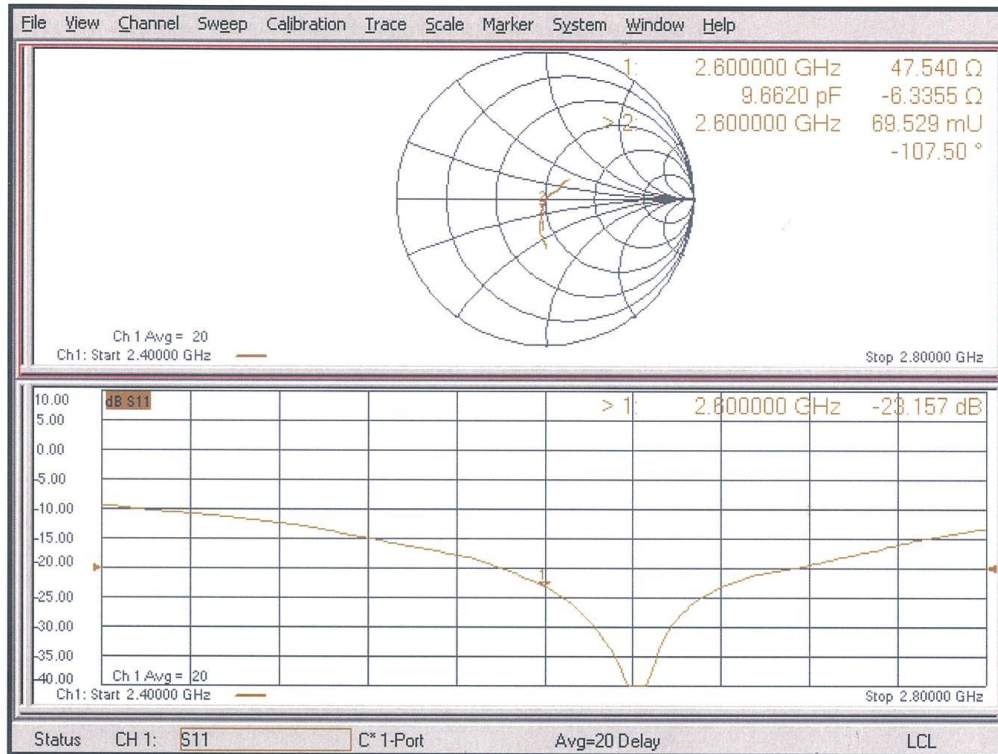 File View Channel Sweep Calibration Trace Scale Marker System Window Help
1: 2.600000 GHz 47.540 Ω
9.6620 pF -6.3355 Ω
> 2: 2.600000 GHz 69.529 mU
-107.50 °
Ch 1 Avg = 20
Ch1: Start 2.40000 GHz
Stop 2.80000 GHz
10.00
dB S11
> 1: 2.600000 GHz -23.157 dB
5.00
0.00
-5.00
-10.00
-15.00
-20.00
1
-25.00
-30.00
-35.00
-40.00
Ch 1 Avg = 20
Ch1: Start 2.40000 GHz
Stop 2.80000 GHz
Status CH 1: S11 C* 1-Port Avg=20 Delay LCL